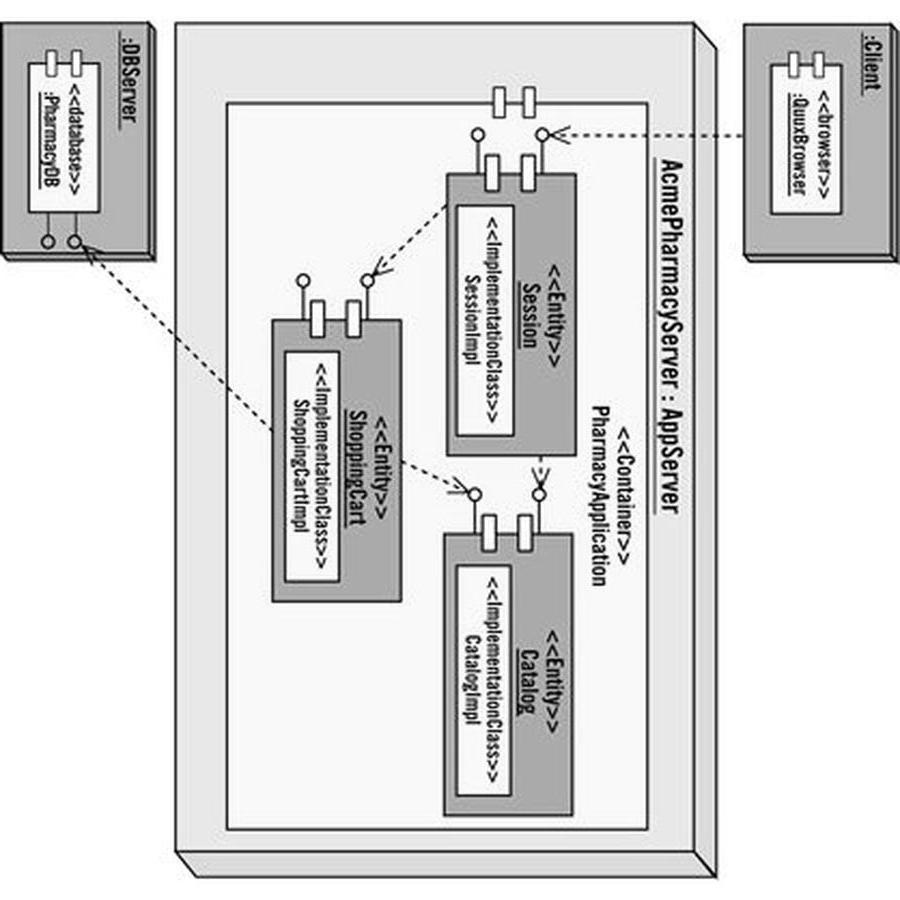 :Client
<<browser>>
:QuuxBrowser
AcmePharmacyServer : AppServer
<<Container>>
PharmacyApplication
<<Entity>>
Session
<<ImplementationClass>>
SessionImpl
<<Entity>>
Catalog
<<ImplementationClass>>
CatalogImpl
<<Entity>>
ShoppingCart
<<ImplementationClass>>
ShoppingCartImpl
:DBServer
<<database>>
:PharmacyDB